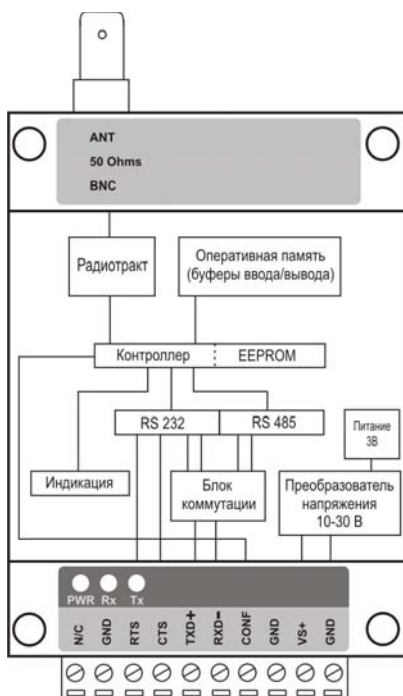 ANT
50 Ohms
BNC
Радиотракт
Оперативная память
(буферы ввода/вывода)
Контроллер
EEPROM
RS 232
RS 485
Питание
3В
Индикация
Блок
коммутации
Преобразователь
напряжения
10-30 В
PWR Rx Tx
N/C GND RTS CTS TXD+ RXD- CONF GND VS+ GND